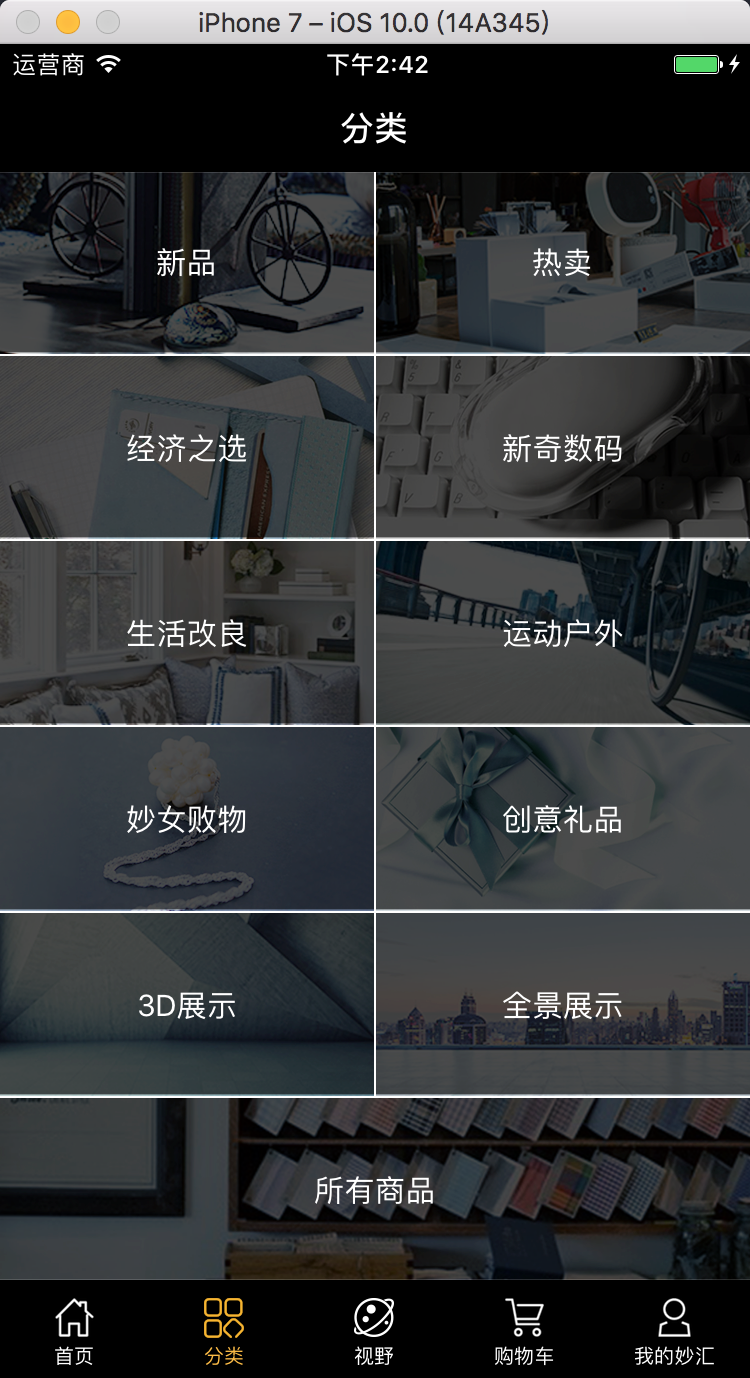 iPhone 7 – iOS 10.0 (14A345)
运营商 下午2:42
分类
新品 热卖
经济之选 新奇数码
生活改良 运动户外
妙女败物 创意礼品
3D展示 全景展示
所有商品
首页 分类 视野 购物车 我的妙汇